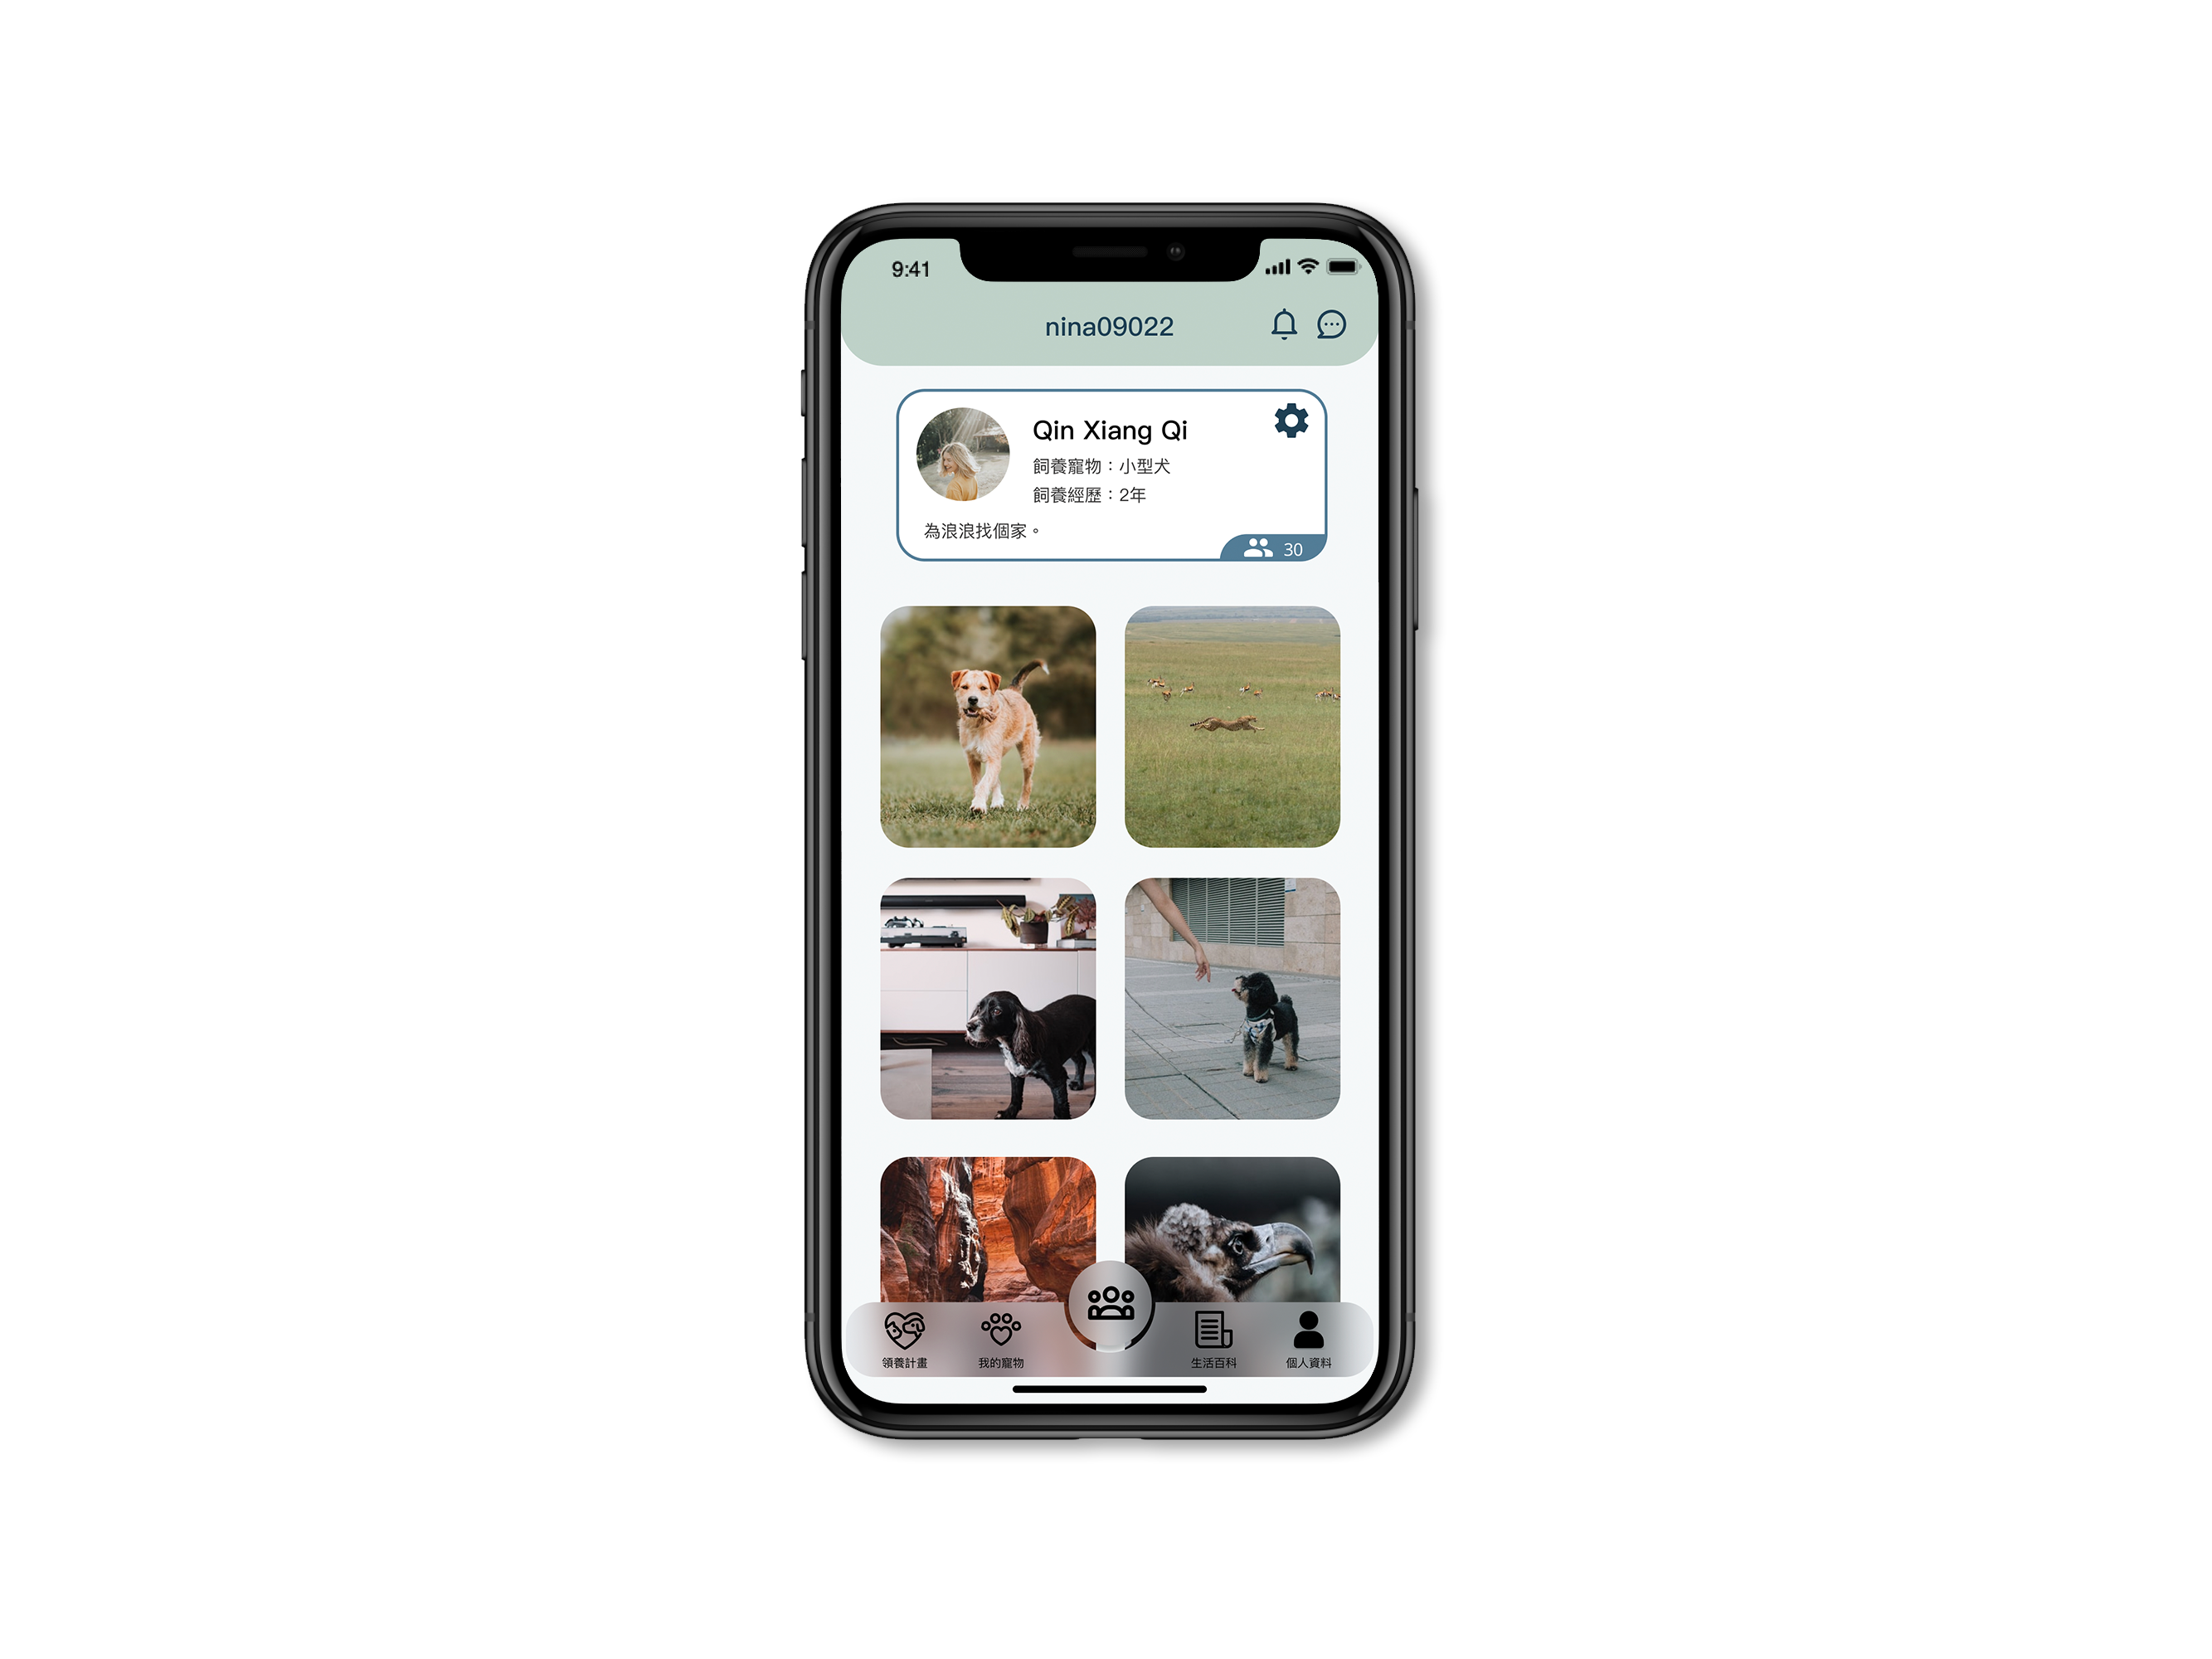 9:41
nina09022
Qin Xiang Qi
飼養寵物：小型犬
飼養經歷：2年
為浪浪找個家。
30
領養計畫
我的寵物
生活百科
個人資料